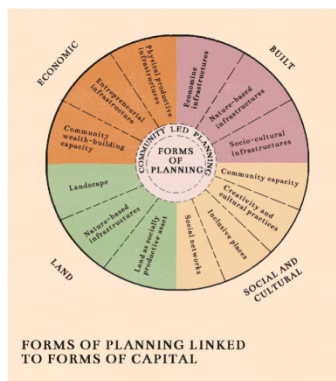 ECONOMIC
BUILT
Physical productive
infrastructures
Entrepreneurial
infrastructure
Community
wealth-building
capacity
Economic
infrastructures
Nature-based
infrastructures
Socio-cultural
infrastructures
COMMUNITY LED PLANNING
FORMS
OF
PLANNING
Landscape
Nature-based
infrastructures
Land as socially
productive asset
Community capacity
Creativity and
cultural practices
Inclusive places
Social networks
LAND
SOCIAL AND
CULTURAL
FORMS OF PLANNING LINKED
TO FORMS OF CAPITAL